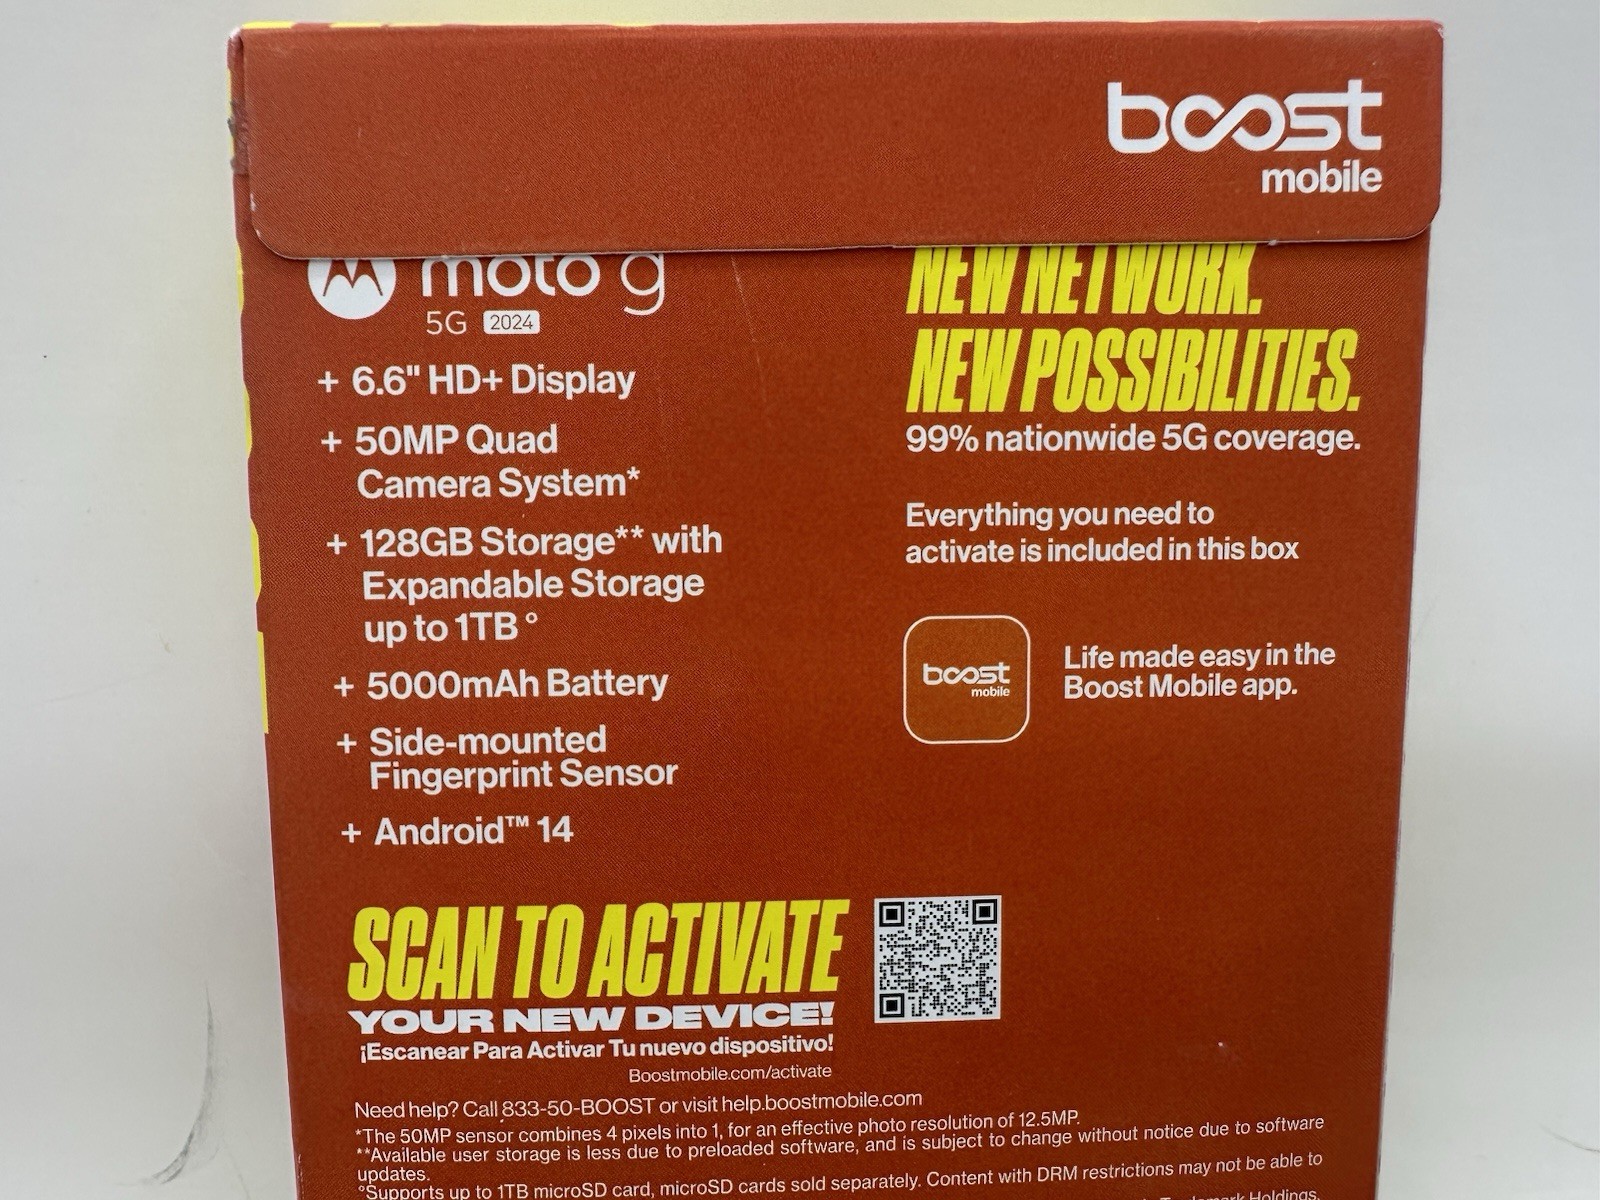 boost
mobile
moto g
5G 2024
+ 6.6" HD+ Display
+ 50MP Quad
Camera System*
+ 128GB Storage** with
Expandable Storage
up to 1TB °
+ 5000mAh Battery
+ Side-mounted
Fingerprint Sensor
+ Android™ 14
NEW NETWORK.
NEW POSSIBILITIES.
99% nationwide 5G coverage.
Everything you need to
activate is included in this box
boost
mobile
Life made easy in the
Boost Mobile app.
SCAN TO ACTIVATE
YOUR NEW DEVICE!
¡Escanear Para Activar Tu nuevo dispositivo!
Boostmobile.com/activate
Need help? Call 833-50-BOOST or visit help.boostmobile.com
*The 50MP sensor combines 4 pixels into 1, for an effective photo resolution of 12.5MP.
**Available user storage is less due to preloaded software, and is subject to change without notice due to software
updates.
°Supports up to 1TB microSD card, microSD cards sold separately. Content with DRM restrictions may not be able to
Trademark Holdings,